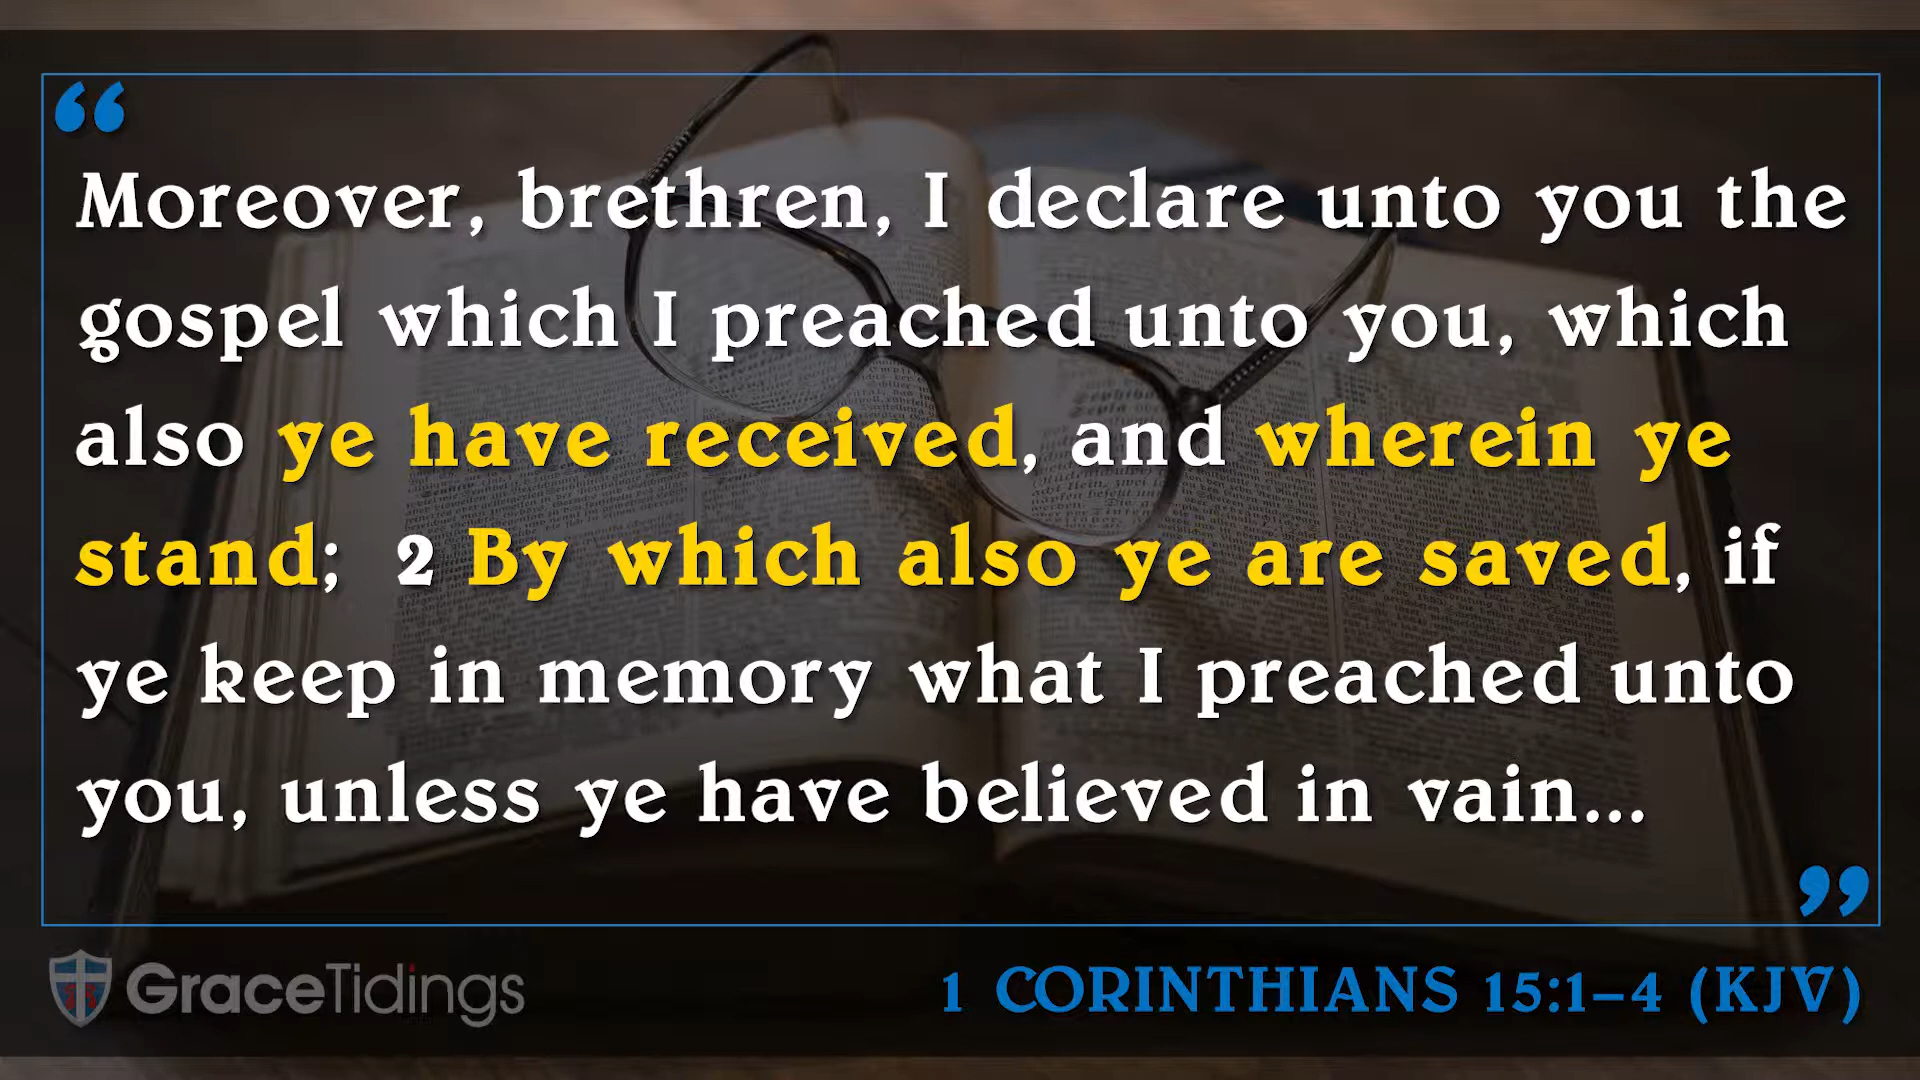 “
Moreover, brethren, I declare unto you the
gospel which I preached unto you, which
also ye have received, and wherein ye
stand; 2 By which also ye are saved, if
ye keep in memory what I preached unto
you, unless ye have believed in vain...
”
GraceTidings
1 CORINTHIANS 15:1–4 (KJV)